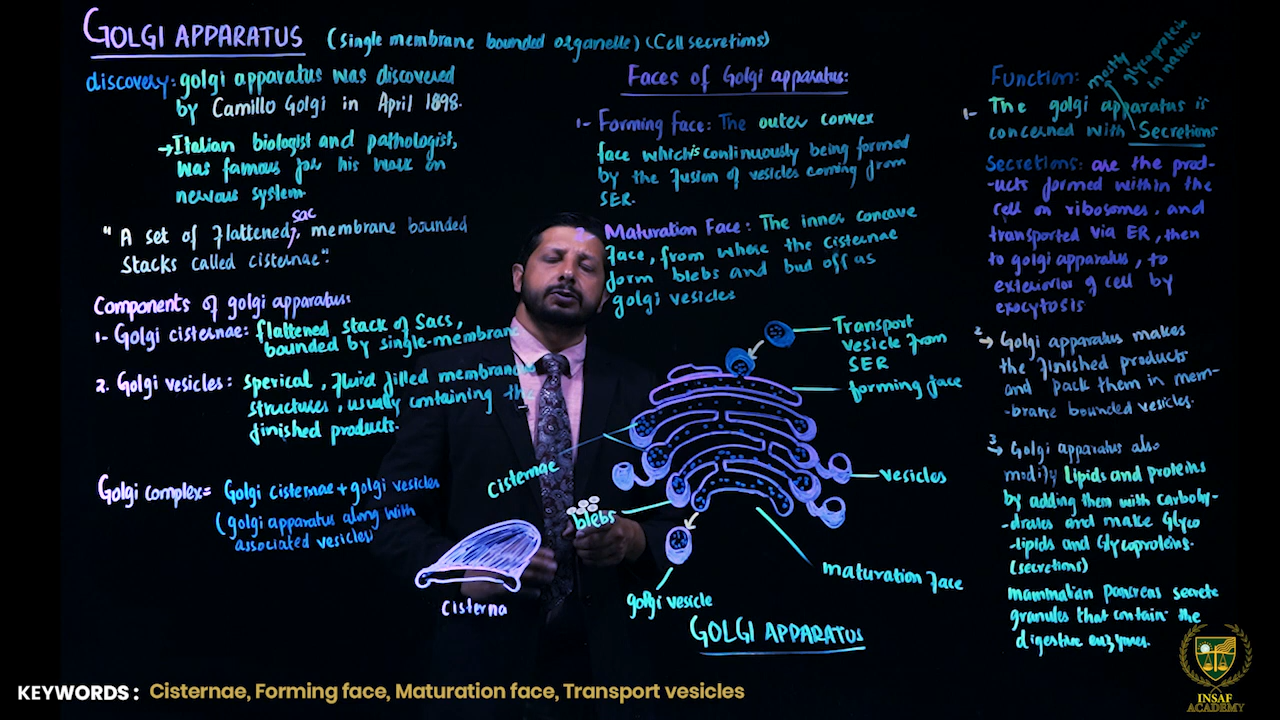 GOLGI APPARATUS (single membrane bounded organelle) (Cell secretions)
discovery: golgi apparatus was discovered
by Camillo Golgi in April 1898.
→Italian biologist and pathologist,
was famous for his work on
nervous system.
sac
" A set of flattened, membrane bounded
stacks called cisternae".
Components of golgi apparatus:
1- Golgi cisternae: flattened stack of sacs,
bounded by single-membrane
2. Golgi vesicles: sperical, fluid filled membranous
structures, usually containing the
finished products.
Golgi complex= Golgi cisternae + golgi vesicles
(golgi apparatus along with
associated vesicles)
Faces of Golgi apparatus:
1- Forming face: The outer convex
face which is continuously being formed
by the fusion of vesicles coming from
SER.
Maturation Face: The inner concave
face, from where the cisternae
form blebs and bud off as
golgi vesicles
Transport
vesicle from
SER
forming face
cisternae
vesicles
blebs
maturation face
cisterna
golgi vesicle
GOLGI APPARATUS
Function:
mostly
glycoprotein
in nature
1- The golgi apparatus is
concerned with Secretions
Secretions: are the prod-
-ucts formed within the
cell on ribosomes, and
transported via ER, then
to golgi apparatus, to
exterior of cell by
exocytosis
2→ Golgi apparatus makes
the finished products
and pack them in mem-
-brane bounded vesicles.
3→ Golgi apparatus also
modify Lipids and proteins
by adding them with carbohy-
-drates and make Glyco
-lipids and Glycoproteins.
(secretions)
mammalian pancreas secrete
granules that contain the
digestive enzymes.
INSAF
ACADEMY
KEYWORDS: Cisternae, Forming face, Maturation face, Transport vesicles